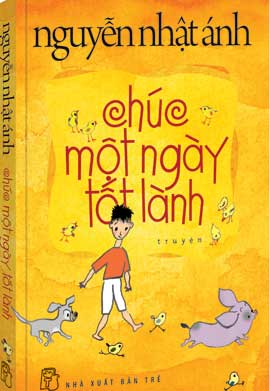 nguyễn nhật ánh
chúc
một ngày
tốt lành
truyện
NHÀ XUẤT BẢN TRẺ
nguyễn nhật ánh
chúc một ngày tốt lành